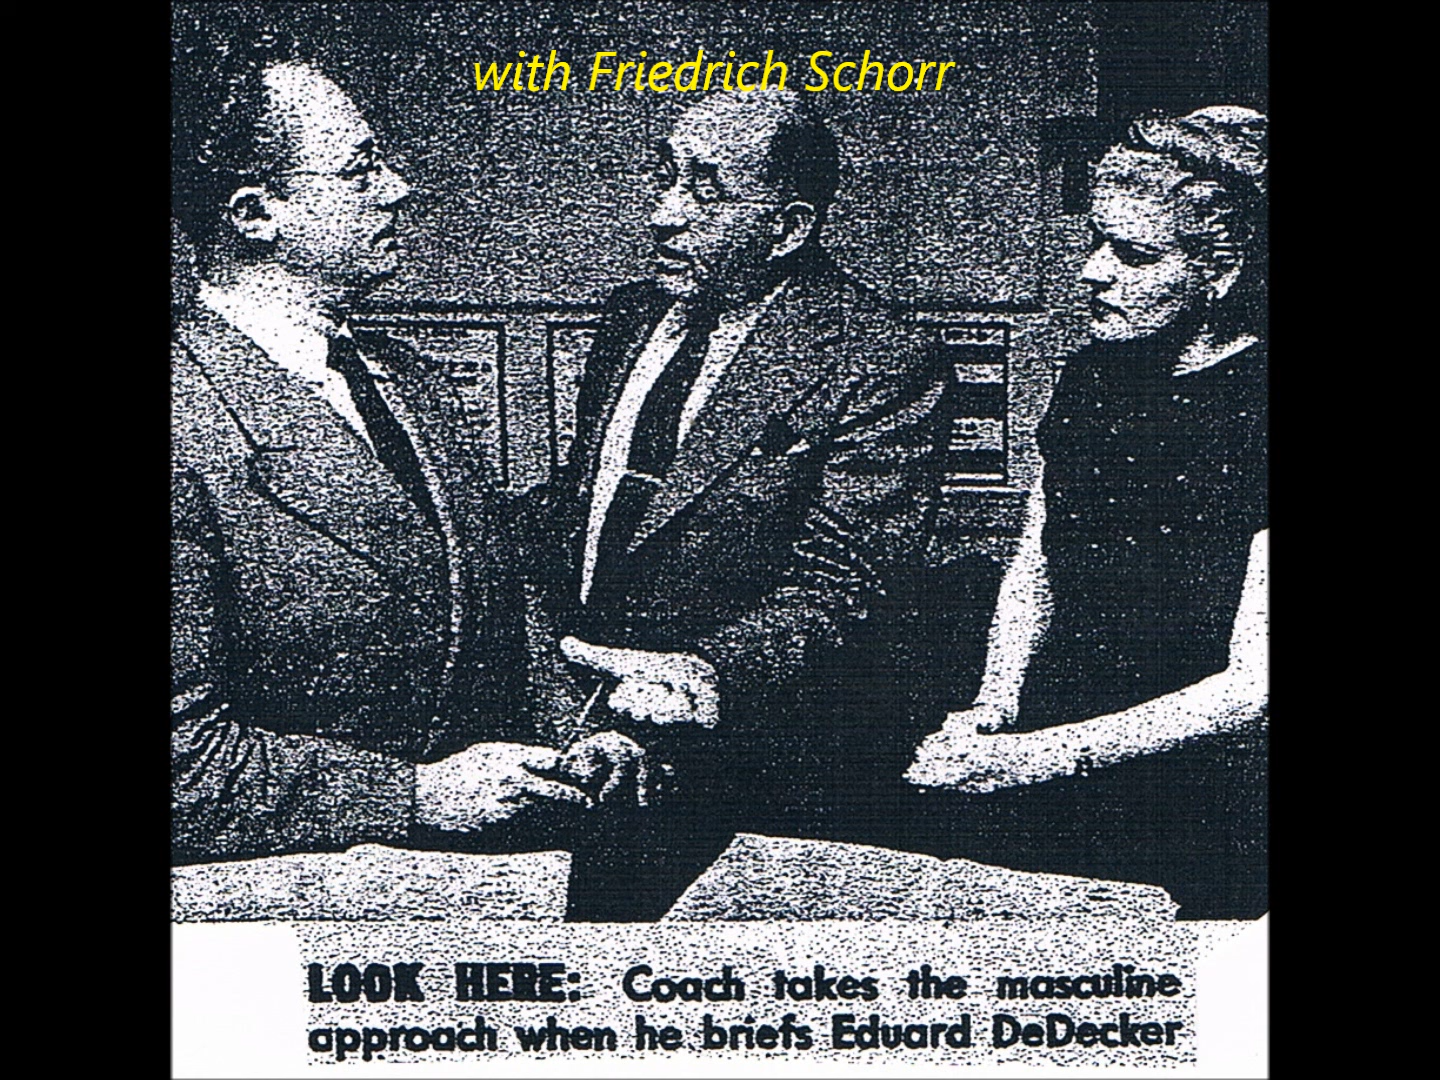 with Friedrich Schorr
LOOK HERE: Coach takes the masculine
approach when he briefs Eduard DeDecker